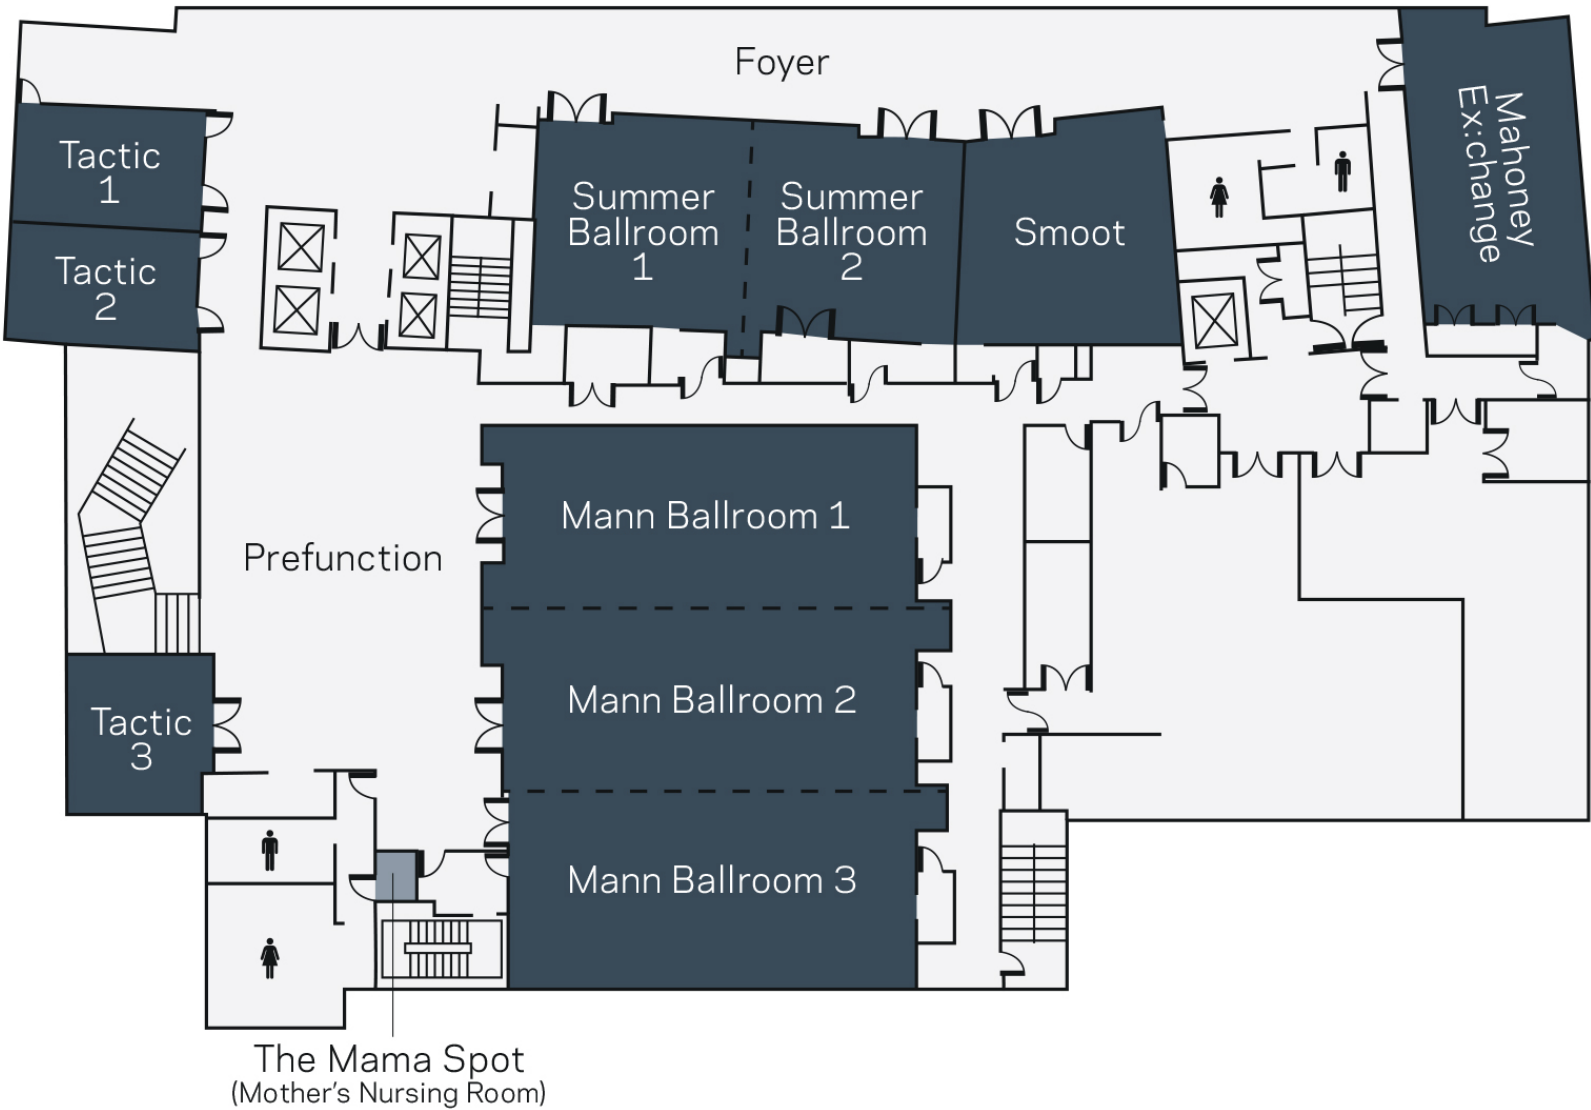 Foyer
Tactic
1
Tactic
2
Summer
Ballroom
1
Summer
Ballroom
2
Smoot
Mahoney
Ex:change
Mann Ballroom 1
Prefunction
Mann Ballroom 2
Tactic
3
Mann Ballroom 3
The Mama Spot
(Mother's Nursing Room)